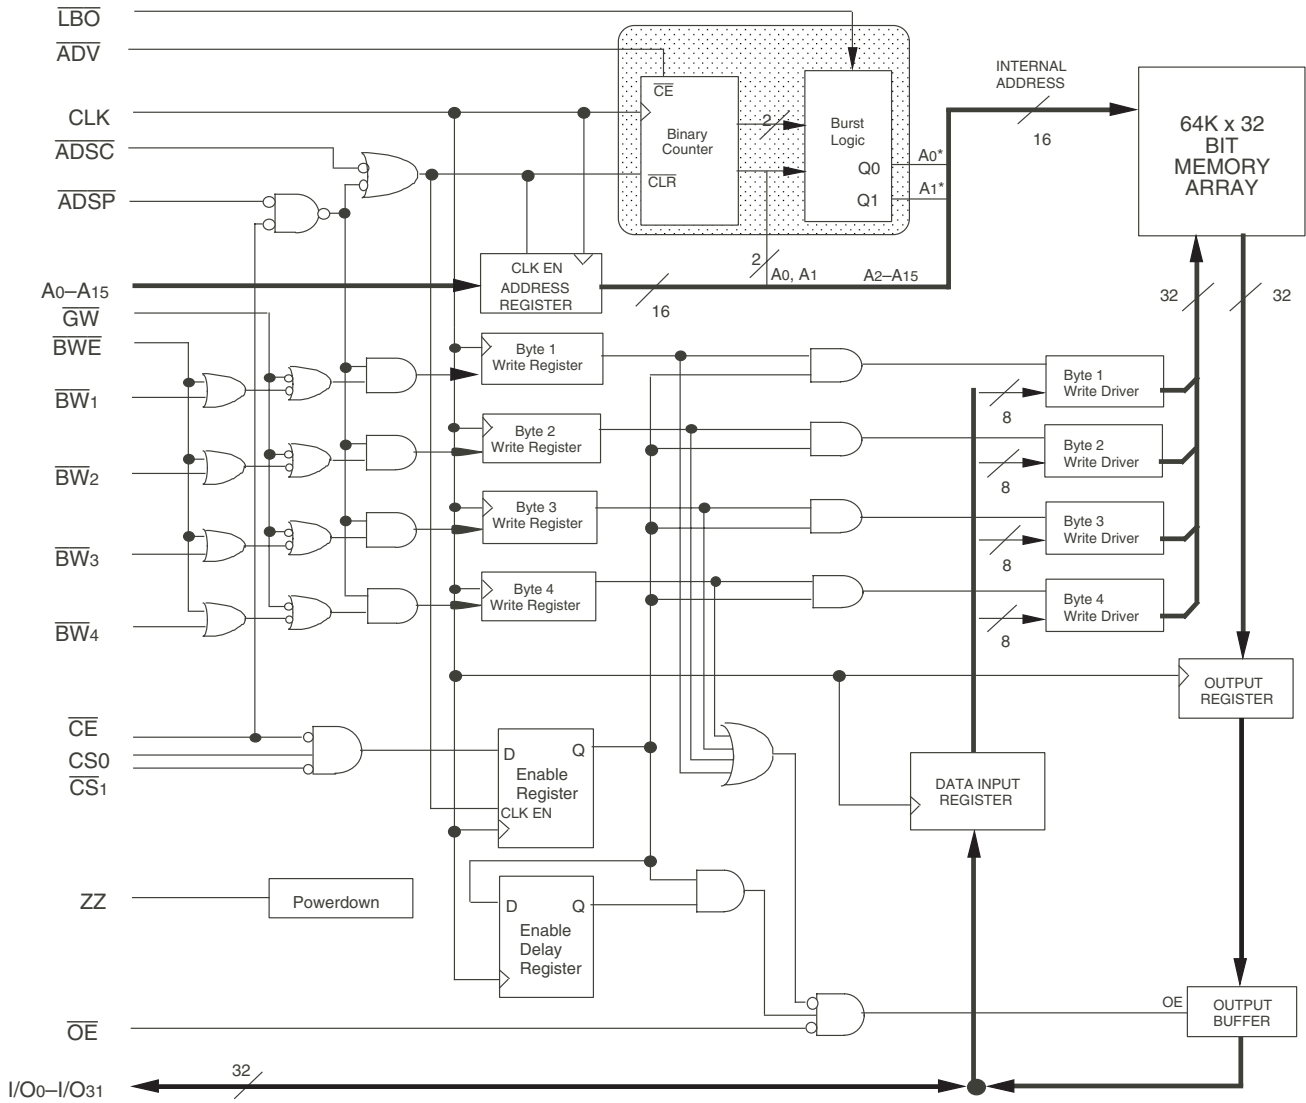 LBO
ADV
CLK
ADSC
ADSP
A0–A15
GW
BWE
BW1
BW2
BW3
BW4
CE
CS0
CS1
ZZ
OE
I/O0–I/O31
32
CE
Binary
Counter
CLR
2
Burst
Logic
Q0
Q1
A0*
A1*
2
A0, A1
A2–A15
INTERNAL
ADDRESS
16
64K x 32
BIT
MEMORY
ARRAY
CLK EN
ADDRESS
REGISTER
16
32
32
Byte 1
Write Register
Byte 2
Write Register
Byte 3
Write Register
Byte 4
Write Register
Byte 1
Write Driver
8
Byte 2
Write Driver
8
Byte 3
Write Driver
8
Byte 4
Write Driver
8
OUTPUT
REGISTER
D
Q
Enable
Register
CLK EN
DATA INPUT
REGISTER
Powerdown
D
Q
Enable
Delay
Register
OE
OUTPUT
BUFFER